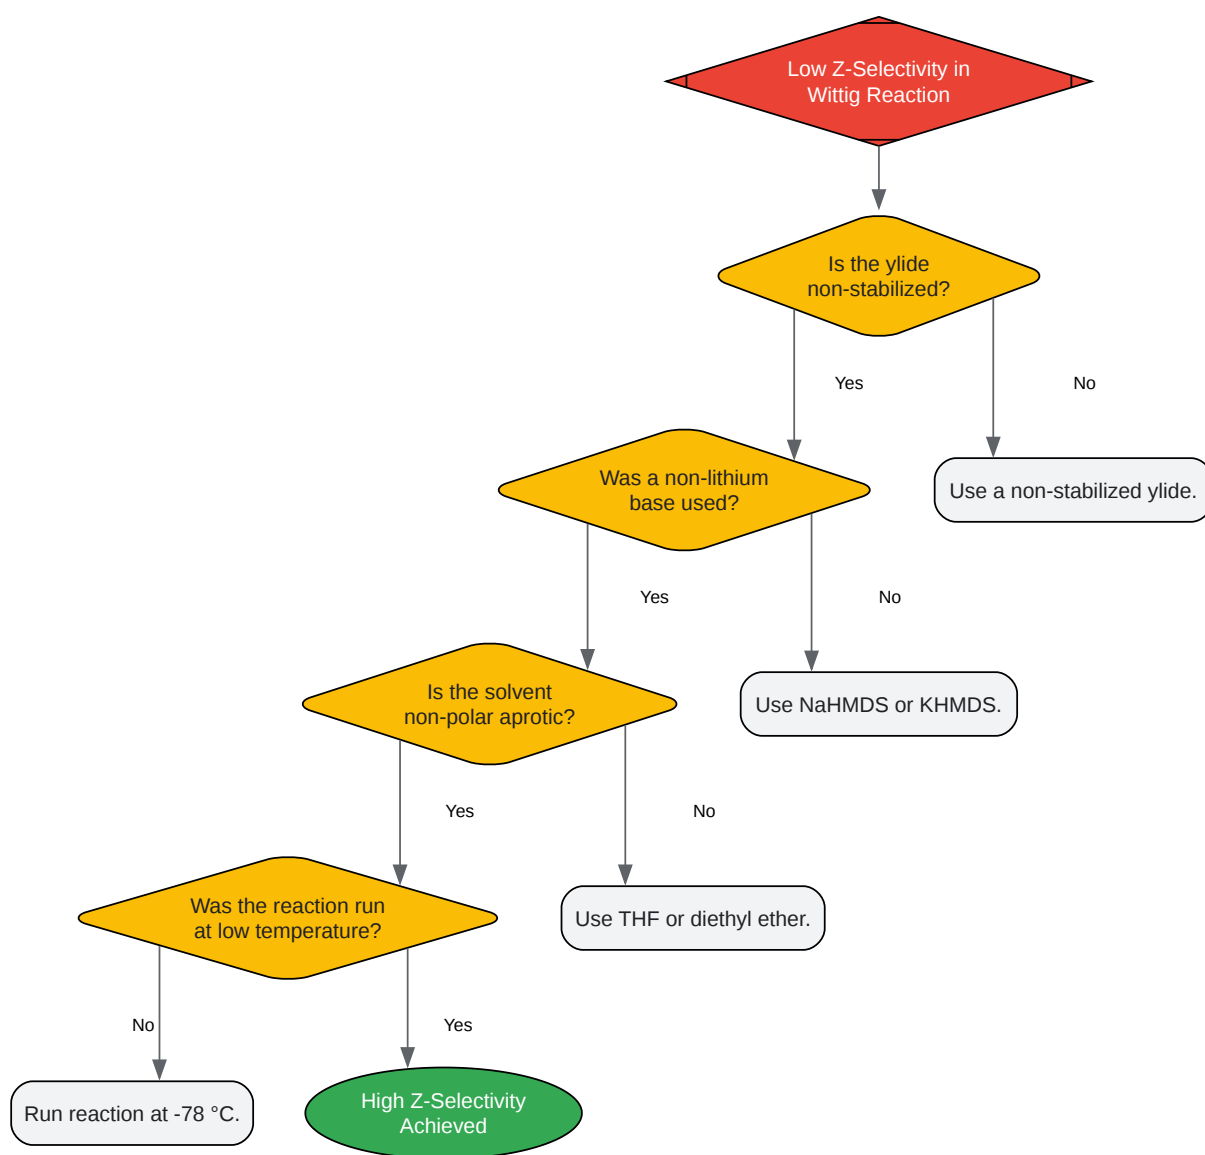 Low Z-Selectivity in
Wittig Reaction
Is the ylide
non-stabilized?
Yes
No
Was a non-lithium
base used?
Use a non-stabilized ylide.
Yes
No
Is the solvent
non-polar aprotic?
Use NaHMDS or KHMDS.
Yes
No
Was the reaction run
at low temperature?
Use THF or diethyl ether.
No
Yes
Run reaction at -78 °C.
High Z-Selectivity
Achieved